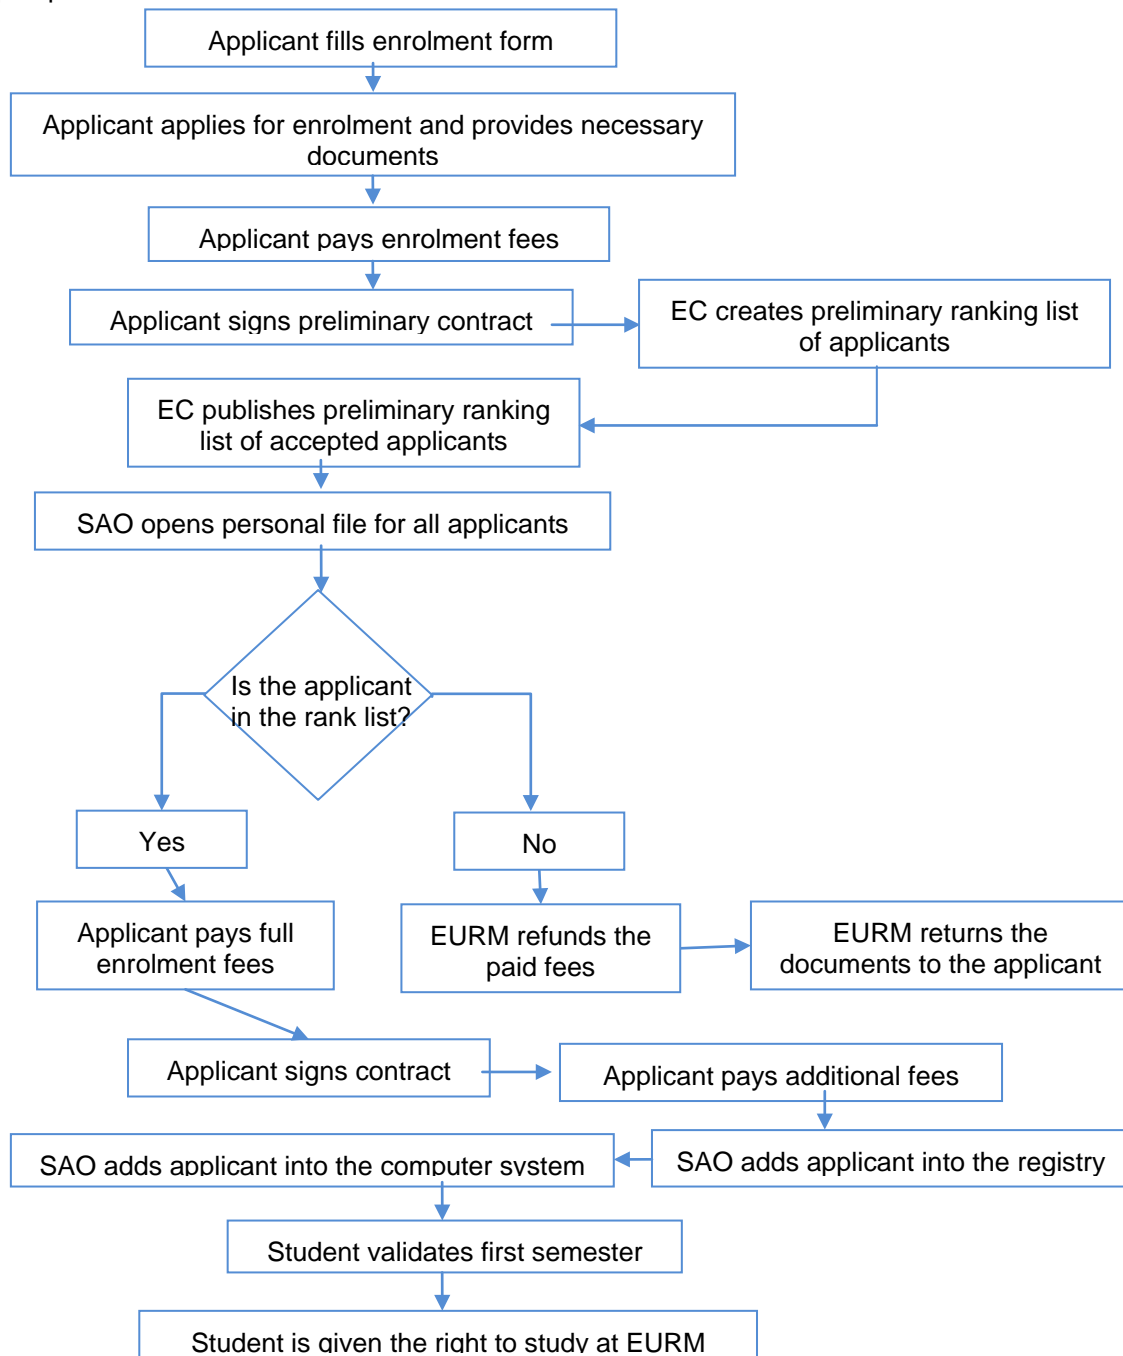 Applicant fills enrolment form
Applicant applies for enrolment and provides necessary
documents
Applicant pays enrolment fees
Applicant signs preliminary contract
EC creates preliminary ranking list
of applicants
EC publishes preliminary ranking
list of accepted applicants
SAO opens personal file for all applicants
Is the applicant
in the rank list?
Yes
No
Applicant pays full
enrolment fees
EURM refunds the
paid fees
EURM returns the
documents to the applicant
Applicant signs contract
Applicant pays additional fees
SAO adds applicant into the registry
SAO adds applicant into the computer system
Student validates first semester
Student is given the right to study at EURM